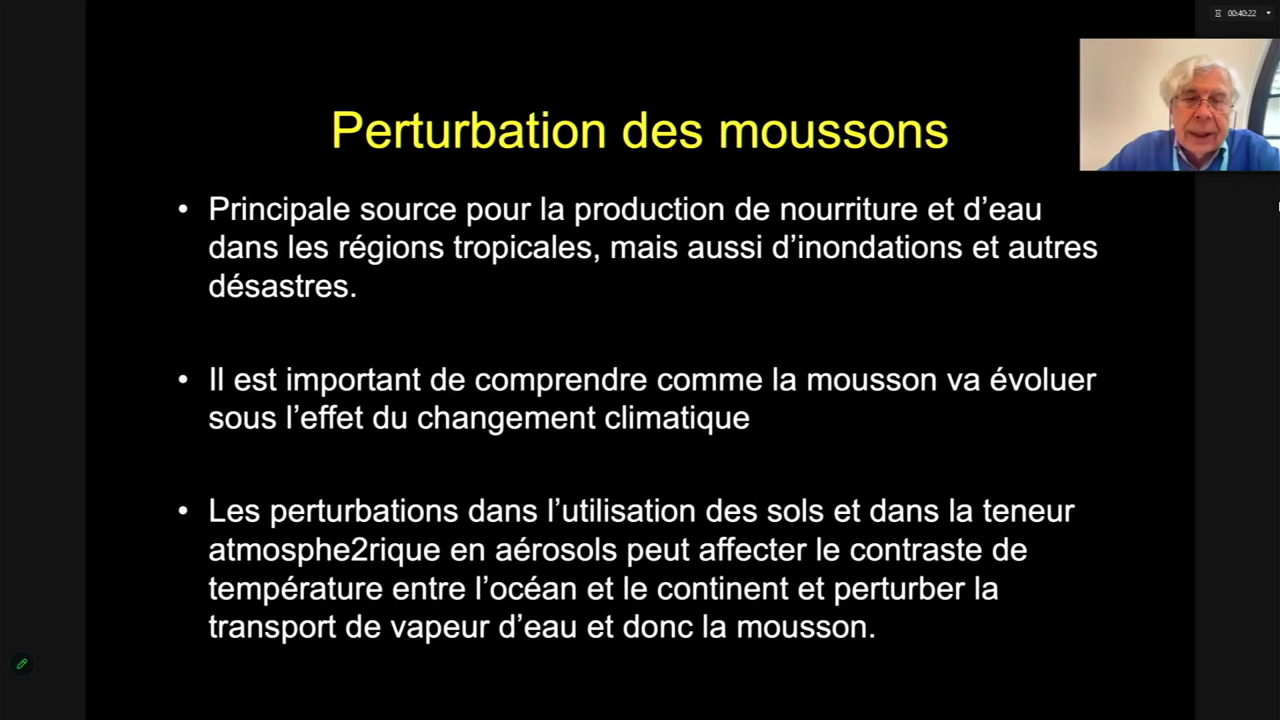 00:40:22
Perturbation des moussons
• Principale source pour la production de nourriture et d’eau
dans les régions tropicales, mais aussi d’inondations et autres
désastres.
• Il est important de comprendre comme la mousson va évoluer
sous l’effet du changement climatique
• Les perturbations dans l’utilisation des sols et dans la teneur
atmosphe2rique en aérosols peut affecter le contraste de
température entre l’océan et le continent et perturber la
transport de vapeur d’eau et donc la mousson.